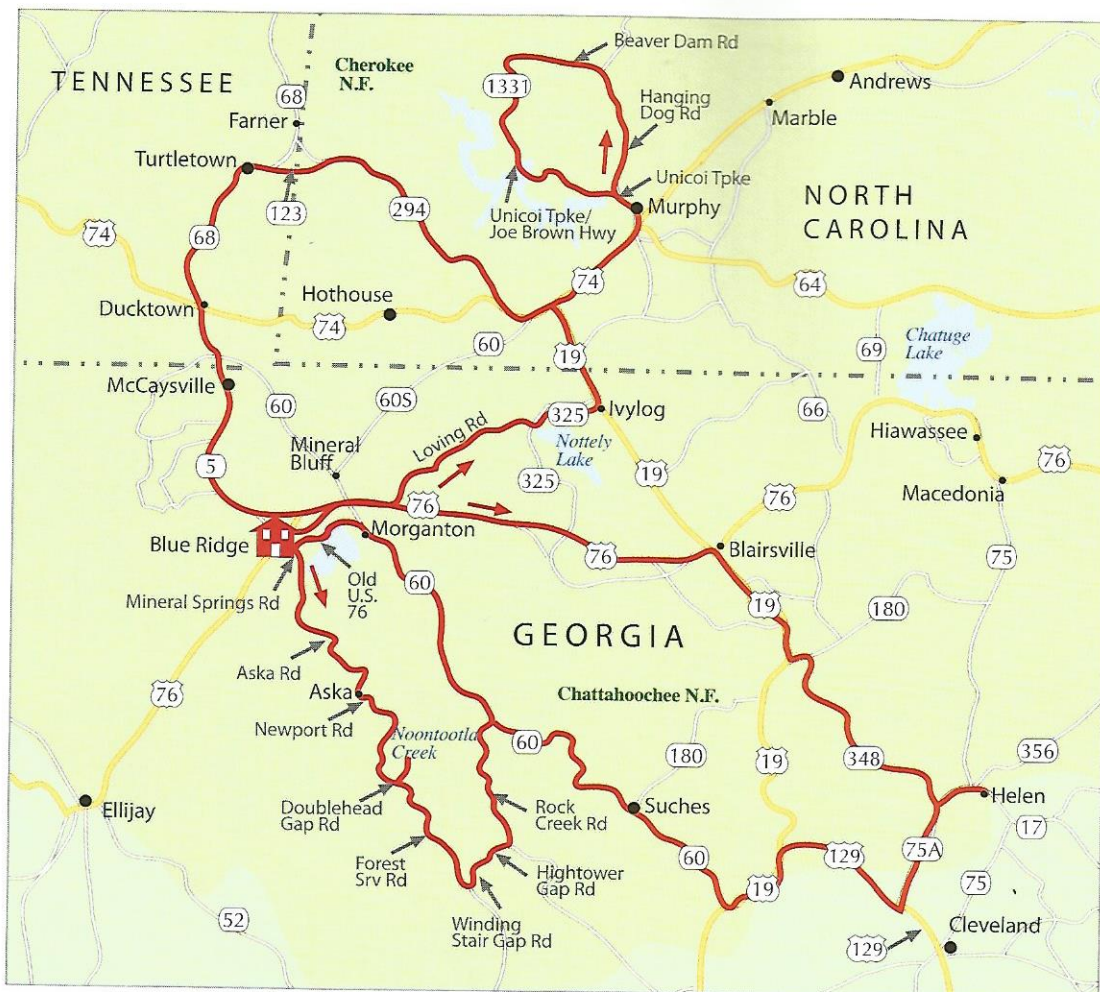 Beaver Dam Rd
TENNESSEE
Cherokee
N.F.
1331
Andrews
68
Hanging
Dog Rd
Marble
Farner
Turtletown
Unicoi Tpke
NORTH
CAROLINA
123
294
Unicoi Tpke/
Joe Brown Hwy
Murphy
74
68
74
64
Ducktown
Hothouse
74
60
Chatuge
Lake
69
19
McCaysville
60
60S
66
325
Ivylog
Hiawassee
Loving Rd
Mineral
Bluff
Nottely
Lake
5
325
19
76
76
Macedonia
76
Blue Ridge
Morganton
76
Blairsville
75
Old
U.S.
76
60
Mineral Springs Rd
19
180
GEORGIA
Aska Rd
76
Aska
Chattahoochee N.F.
Newport Rd
Noontootla
Creek
60
180
19
348
356
Ellijay
Doublehead
Gap Rd
Rock
Creek Rd
Suches
Helen
17
Forest
Srv Rd
Hightower
Gap Rd
60
129
75A
19
75
Winding
Stair Gap Rd
52
Cleveland
129